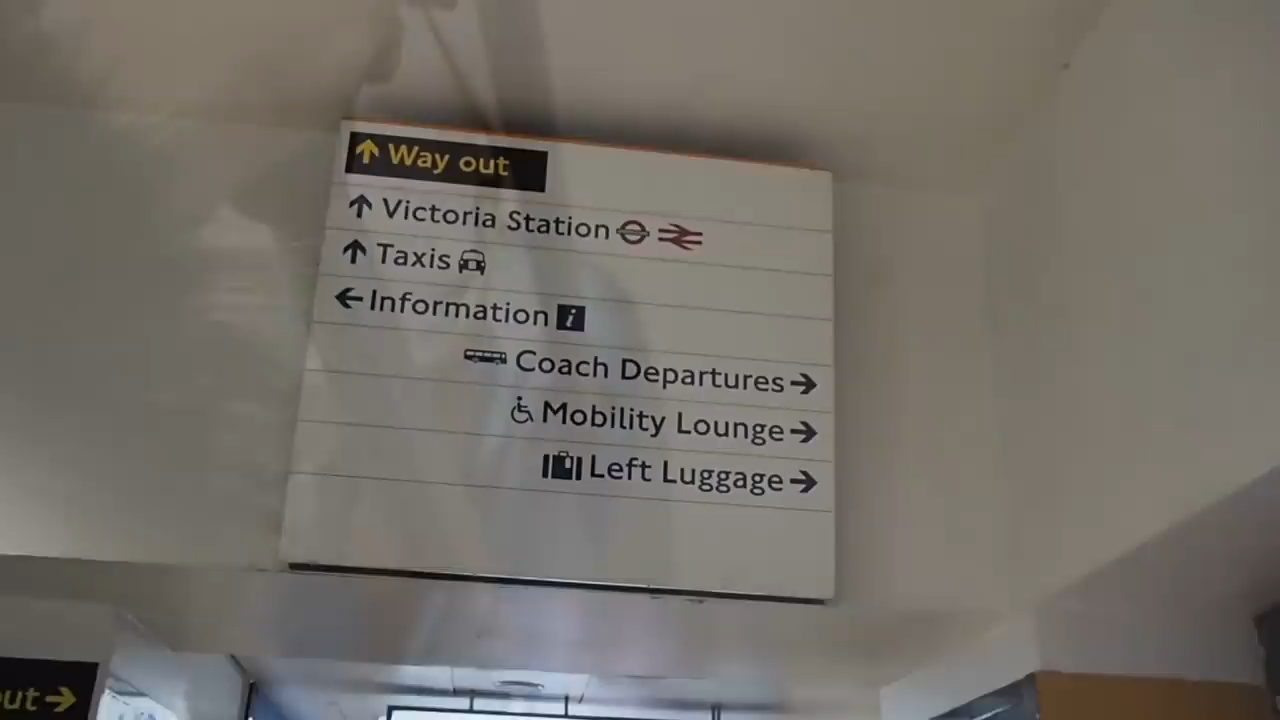 ↑ Way out
↑ Victoria Station
↑ Taxis
← Information i
Coach Departures →
Mobility Lounge →
Left Luggage →
out →